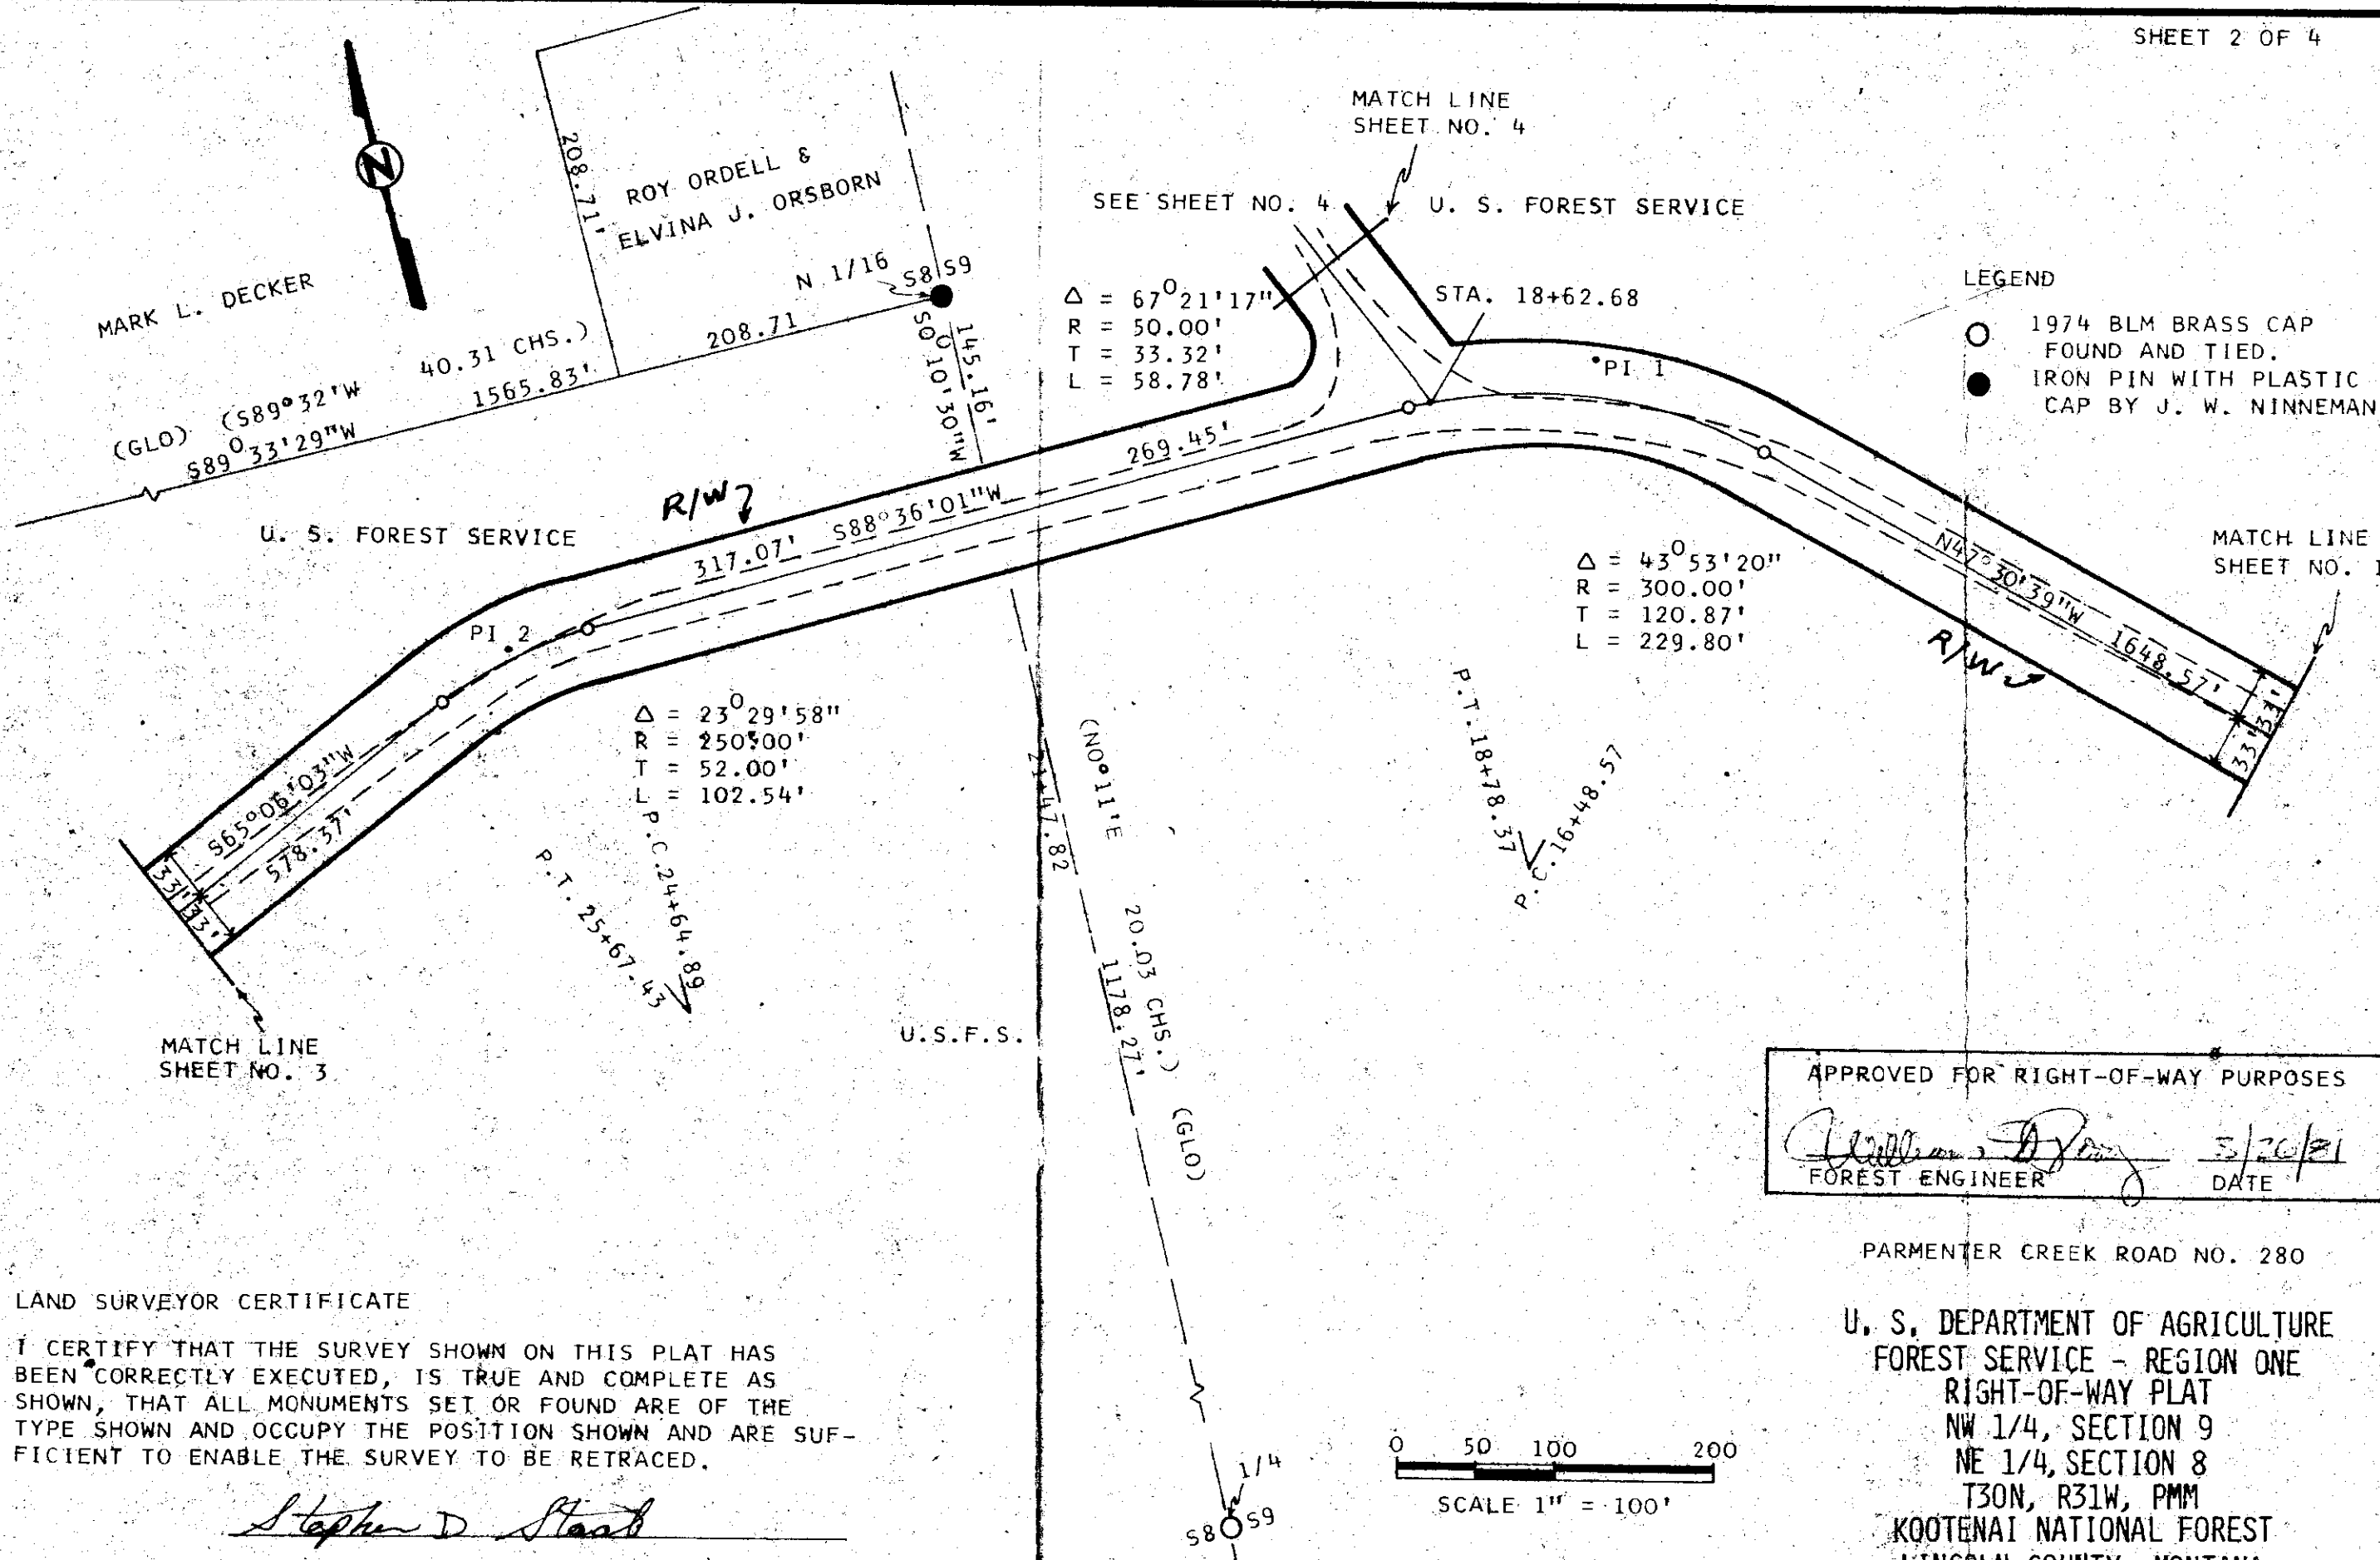 SHEET 2 OF 4
MATCH LINE
SHEET NO. 4
SEE SHEET NO. 4
U. S. FOREST SERVICE
N
208.71'
ROY ORDELL &
ELVINA J. ORSBORN
MARK L. DECKER
N 1/16
S8|S9
208.71
40.31 CHS.)
1565.83'
(GLO) (S89°32'W
S89°33'29"W
145.16'
S0°10'30"W
Δ = 67°21'17"
R = 50.00'
T = 33.32'
L = 58.78'
STA. 18+62.68
PI 1
LEGEND
1974 BLM BRASS CAP
FOUND AND TIED.
IRON PIN WITH PLASTIC
CAP BY J. W. NINNEMAN
U. S. FOREST SERVICE
R/W
269.45'
317.07'
S88°36'01"W
PI 2
N47°30'39"W
1648.57'
R/W
33'
33'
MATCH LINE
SHEET NO. 1
Δ = 43°53'20"
R = 300.00'
T = 120.87'
L = 229.80'
Δ = 23°29'58"
R = 250.00'
T = 52.00'
L = 102.54'
S65°06'03"W
578.37'
33'
33'
MATCH LINE
SHEET NO. 3
P.C. 24+64.89
P.T. 25+67.43
P.T. 18+78.37
P.C. 16+48.57
21+47.82
(N0°11'E
20.03 CHS.) (GLO)
1178.27'
U.S.F.S.
APPROVED FOR RIGHT-OF-WAY PURPOSES
William
FOREST ENGINEER
DATE
PARMENTER CREEK ROAD NO. 280
U. S. DEPARTMENT OF AGRICULTURE
FOREST SERVICE - REGION ONE
RIGHT-OF-WAY PLAT
NW 1/4, SECTION 9
NE 1/4, SECTION 8
T30N, R31W, PMM
KOOTENAI NATIONAL FOREST
LINCOLN COUNTY, MONTANA
LAND SURVEYOR CERTIFICATE
I CERTIFY THAT THE SURVEY SHOWN ON THIS PLAT HAS
BEEN CORRECTLY EXECUTED, IS TRUE AND COMPLETE AS
SHOWN, THAT ALL MONUMENTS SET OR FOUND ARE OF THE
TYPE SHOWN AND OCCUPY THE POSITION SHOWN AND ARE SUF-
FICIENT TO ENABLE THE SURVEY TO BE RETRACED.
Stephen D
0 50 100 200
SCALE 1" = 100'
1/4
S8 S9